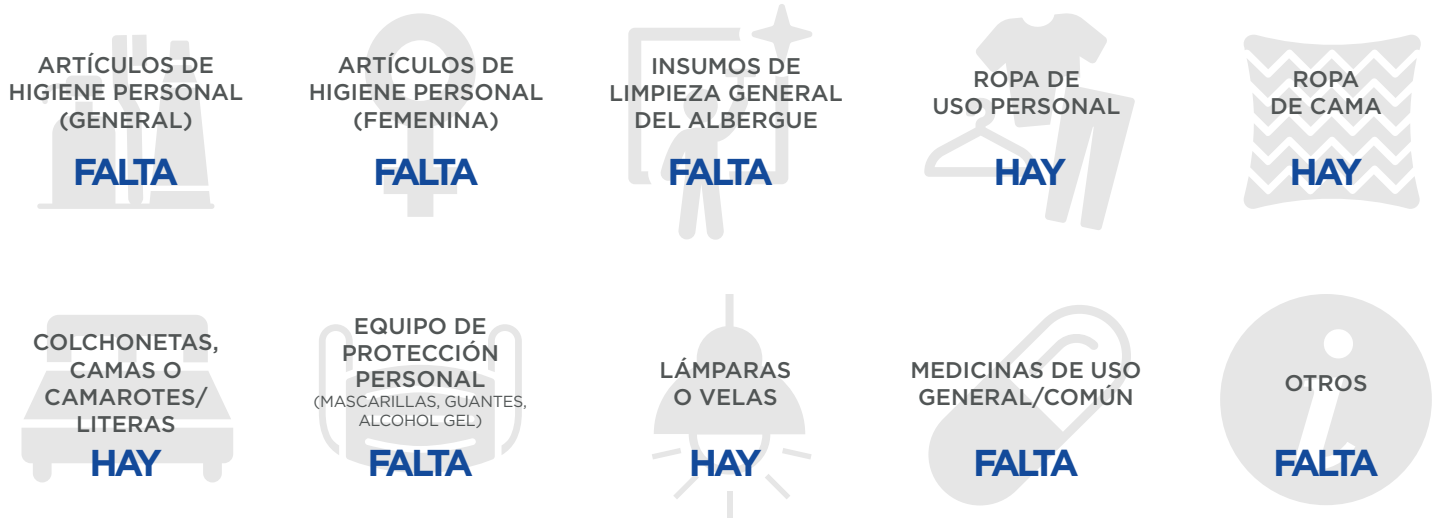 ARTÍCULOS DE
HIGIENE PERSONAL
(GENERAL)
FALTA
ARTÍCULOS DE
HIGIENE PERSONAL
(FEMENINA)
FALTA
INSUMOS DE
LIMPIEZA GENERAL
DEL ALBERGUE
FALTA
ROPA DE
USO PERSONAL
HAY
ROPA
DE CAMA
HAY
COLCHONETAS,
CAMAS O
CAMAROTES/
LITERAS
HAY
EQUIPO DE
PROTECCIÓN
PERSONAL
(MASCARILLAS, GUANTES,
ALCOHOL GEL)
FALTA
LÁMPARAS
O VELAS
HAY
MEDICINAS DE USO
GENERAL/COMÚN
FALTA
OTROS
FALTA